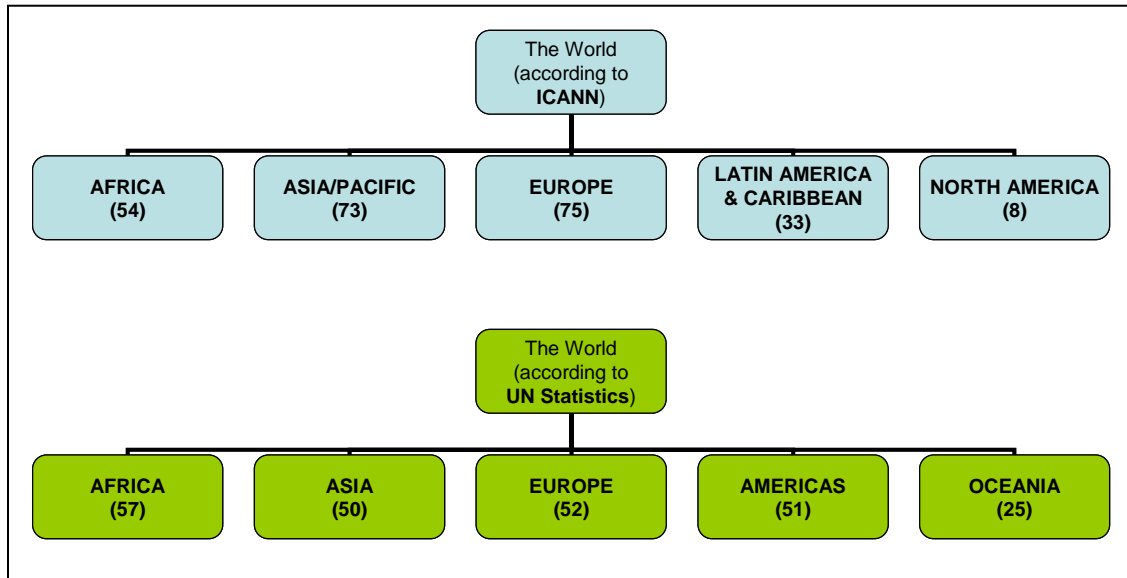 The World
(according to
ICANN)
AFRICA
(54)
ASIA/PACIFIC
(73)
EUROPE
(75)
LATIN AMERICA
& CARIBBEAN
(33)
NORTH AMERICA
(8)
The World
(according to
UN Statistics)
AFRICA
(57)
ASIA
(50)
EUROPE
(52)
AMERICAS
(51)
OCEANIA
(25)